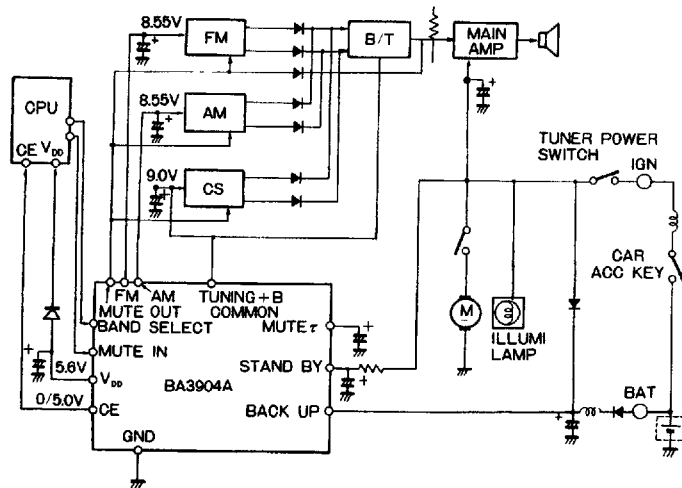 8.55V
FM
B/T
MAIN
AMP
CPU
8.55V
AM
CE VDD
9.0V
CS
TUNER POWER
SWITCH
IGN
CAR
ACC KEY
FM
AM
MUTE OUT
TUNING+B
COMMON
BAND SELECT
MUTE τ
M
ILLUMI
LAMP
MUTE IN
STAND BY
5.6V
VDD
BA3904A
0/5.0V
CE
BACK UP
BAT
GND